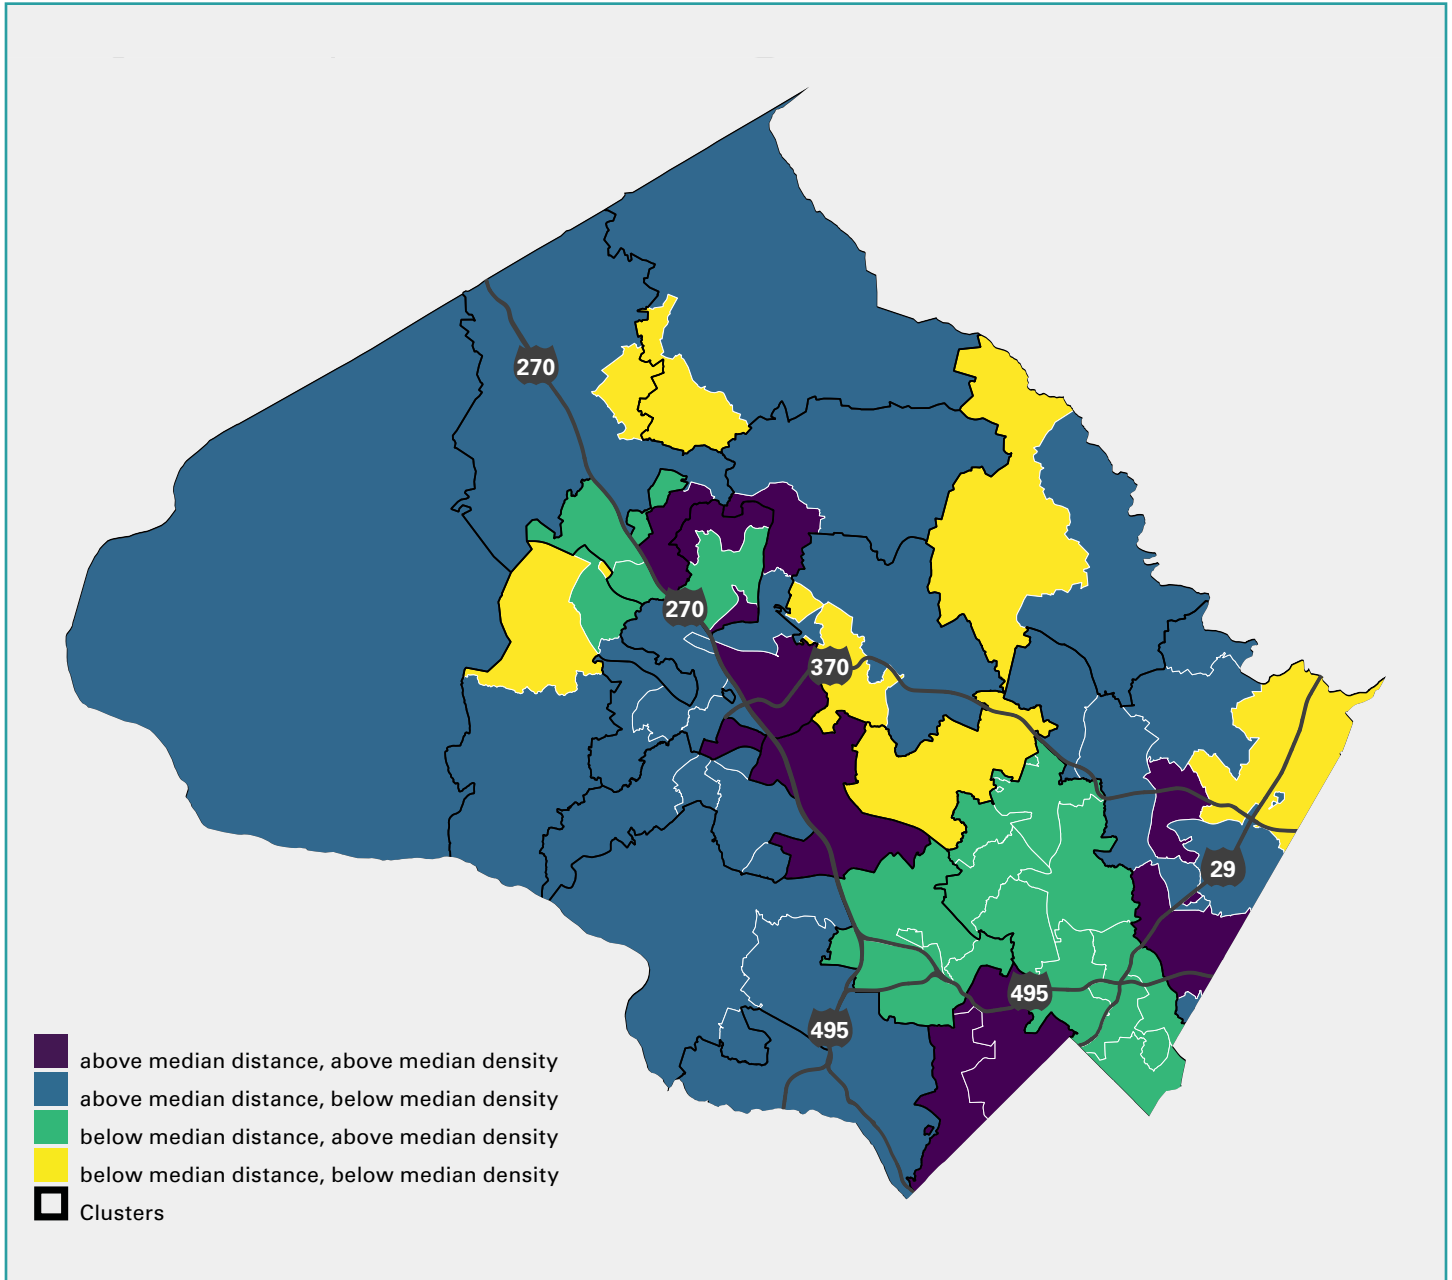 270
270
370
29
495
495
above median distance, above median density
above median distance, below median density
below median distance, above median density
below median distance, below median density
Clusters